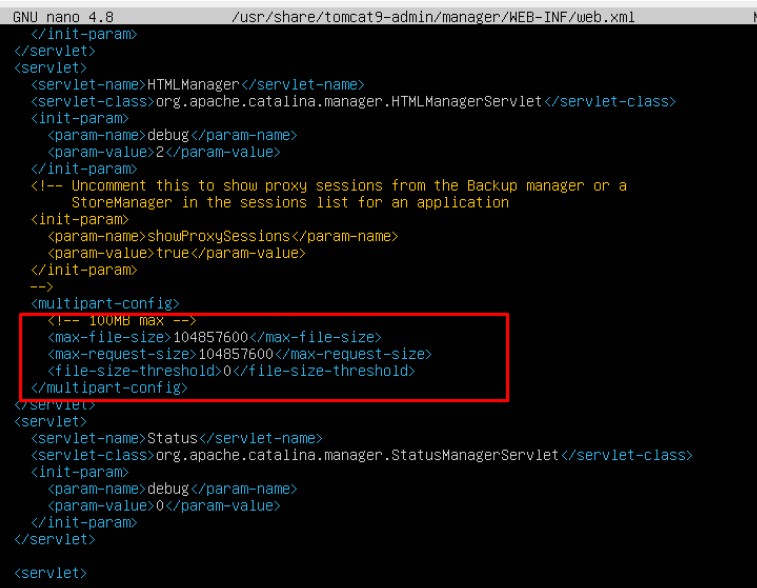 GNU nano 4.8 /usr/share/tomcat9-admin/manager/WEB-INF/web.xml
</init-param>
</servlet>
<servlet>
<servlet-name>HTMLManager</servlet-name>
<servlet-class>org.apache.catalina.manager.HTMLManagerServlet</servlet-class>
<init-param>
<param-name>debug</param-name>
<param-value>2</param-value>
</init-param>
<!-- Uncomment this to show proxy sessions from the Backup manager or a
StoreManager in the sessions list for an application
<init-param>
<param-name>showProxySessions</param-name>
<param-value>true</param-value>
</init-param>
-->
<multipart-config>
<!-- 100MB max -->
<max-file-size>104857600</max-file-size>
<max-request-size>104857600</max-request-size>
<file-size-threshold>0</file-size-threshold>
</multipart-config>
</servlet>
<servlet>
<servlet-name>Status</servlet-name>
<servlet-class>org.apache.catalina.manager.StatusManagerServlet</servlet-class>
<init-param>
<param-name>debug</param-name>
<param-value>0</param-value>
</init-param>
</servlet>
<servlet>